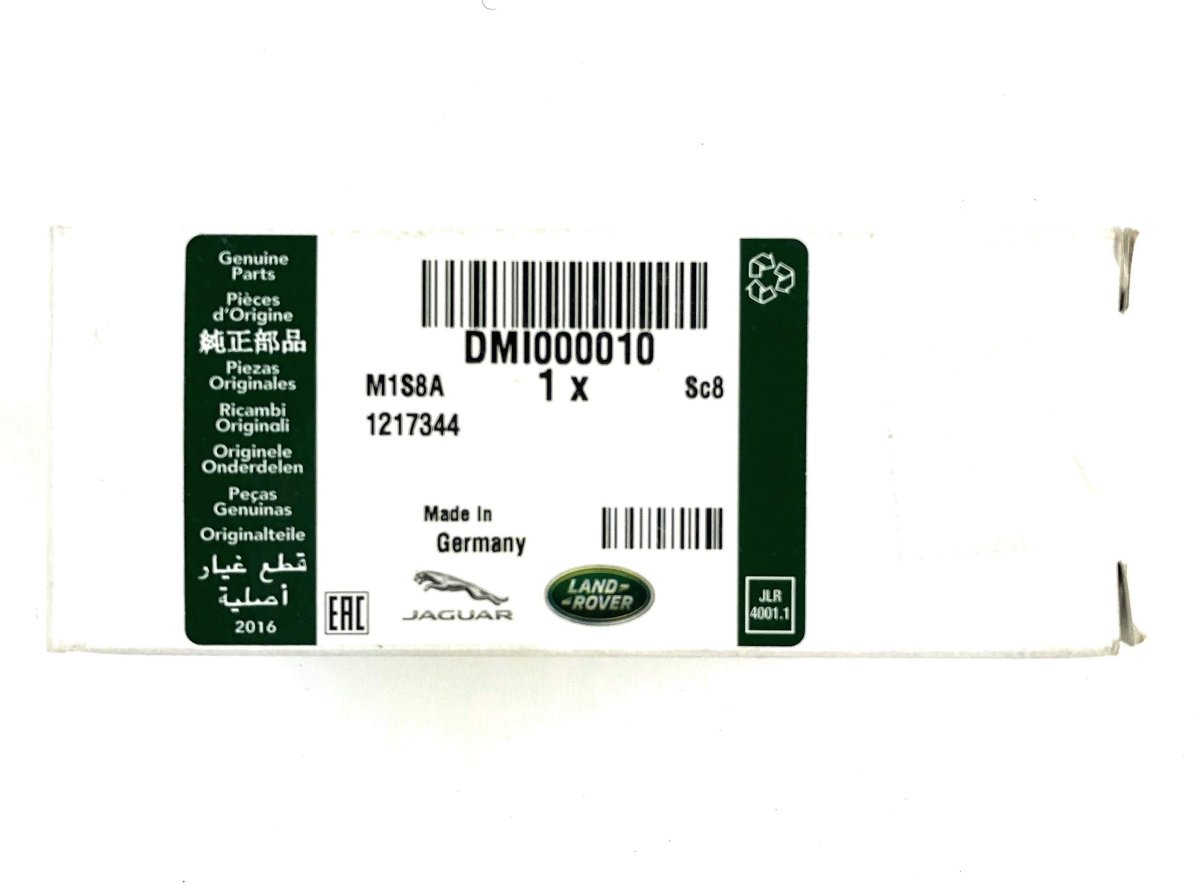 Genuine
Parts
Pièces
d'Origine
純正部品
Piezas
Originales
Ricambi
Originali
Originele
Onderdelen
Peças
Genuinas
Originalteile
قطع غيار
أصلية
2016
DMI000010
M1S8A 1 x Sc8
1217344
Made In
Germany
EAC
JAGUAR
LAND-
-ROVER
JLR
4001.1